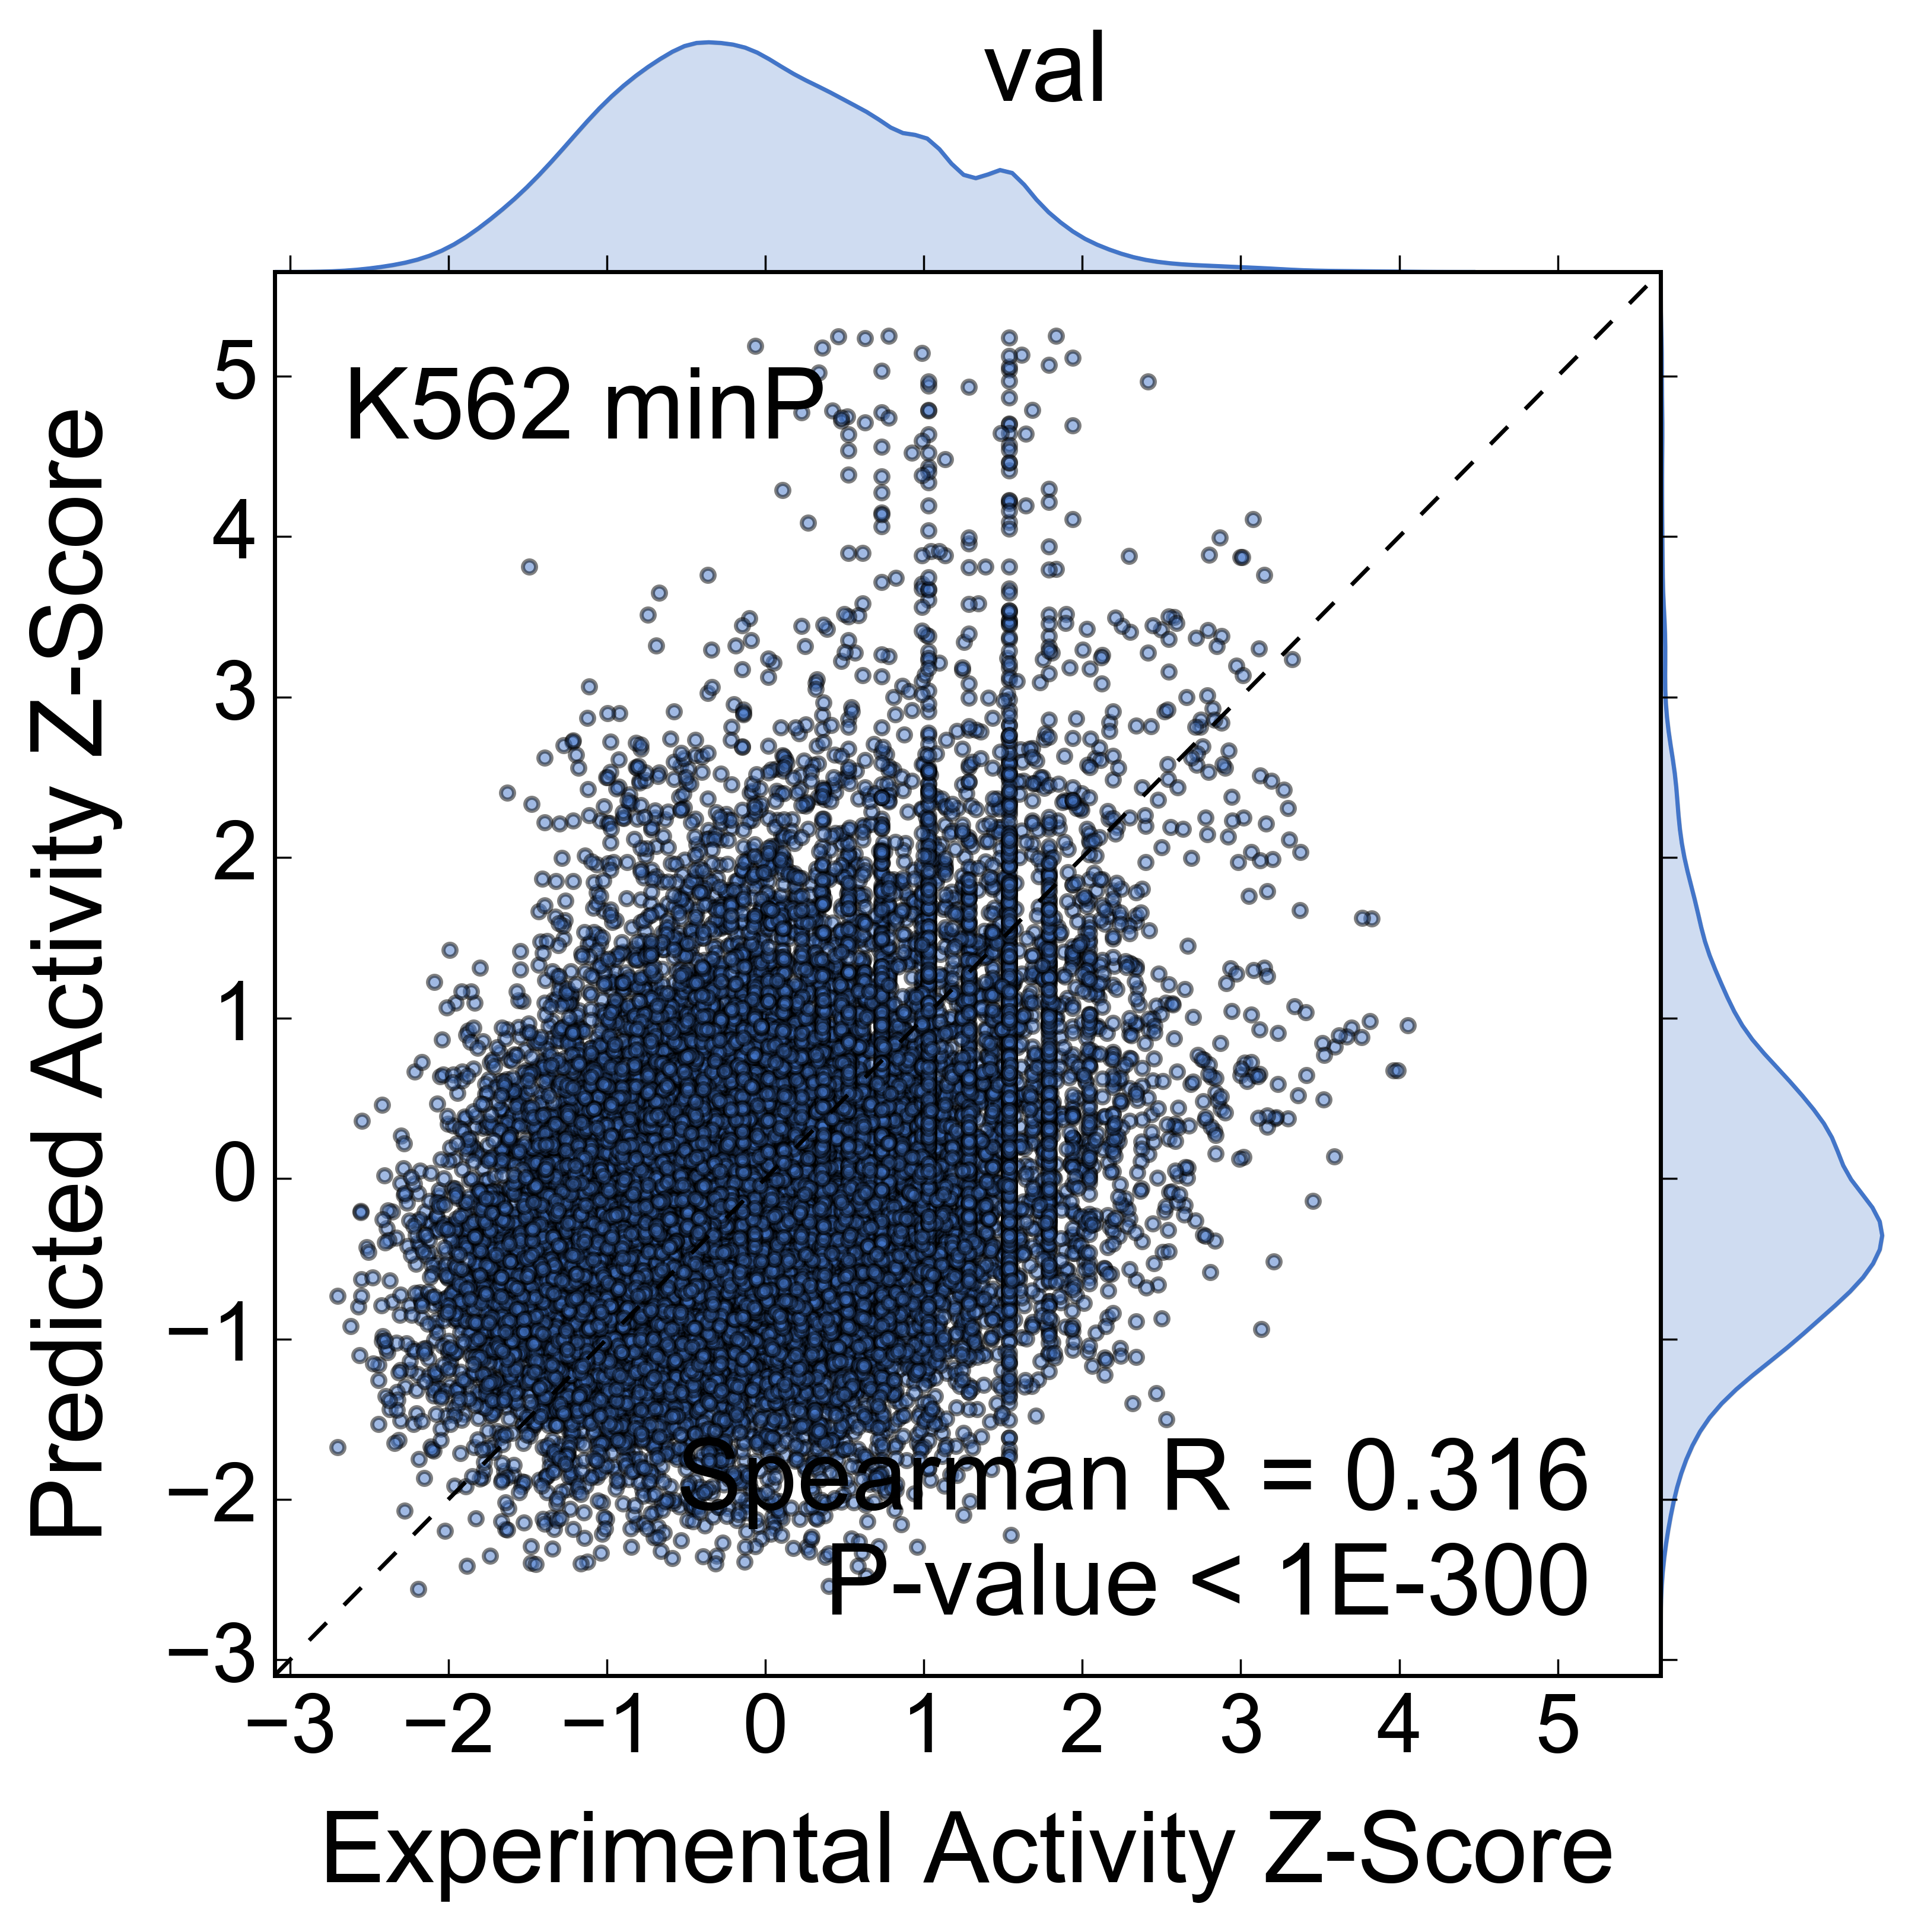 val
K562 minP
Spearman R = 0.316
P-value < 1E-300
Predicted Activity Z-Score
5
4
3
2
1
0
−1
−2
−3
−3 −2 −1 0 1 2 3 4 5
Experimental Activity Z-Score